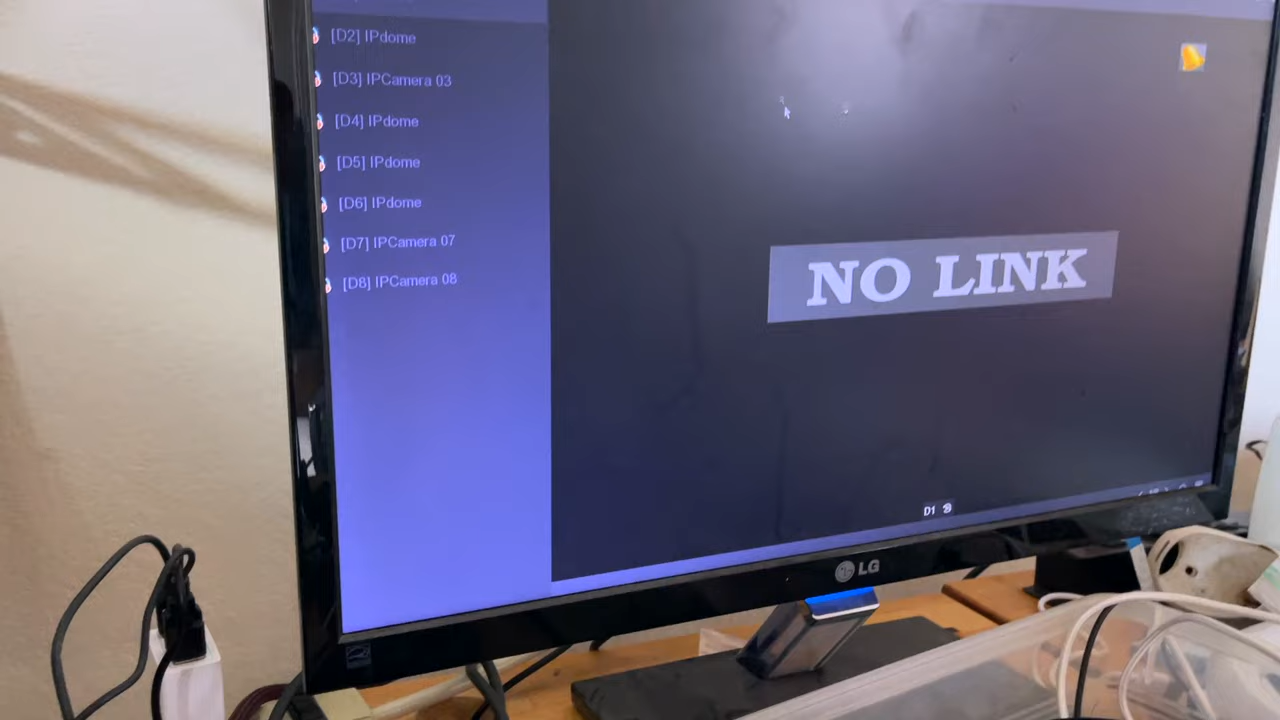 [D2] IPdome
[D3] IPCamera 03
[D4] IPdome
[D5] IPdome
[D6] IPdome
[D7] IPCamera 07
[D8] IPCamera 08
NO LINK
D1
LG